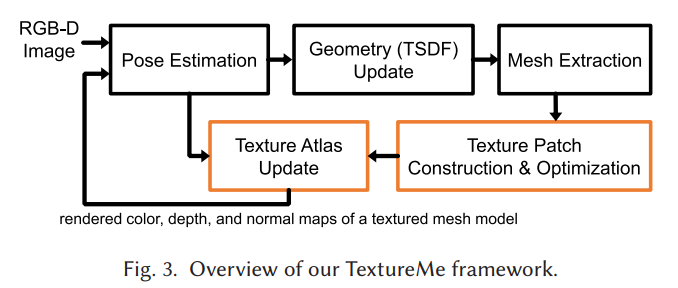 RGB-D
Image
Pose Estimation
Geometry (TSDF)
Update
Mesh Extraction
Texture Atlas
Update
Texture Patch
Construction & Optimization
rendered color, depth, and normal maps of a textured mesh model
Fig. 3. Overview of our TextureMe framework.